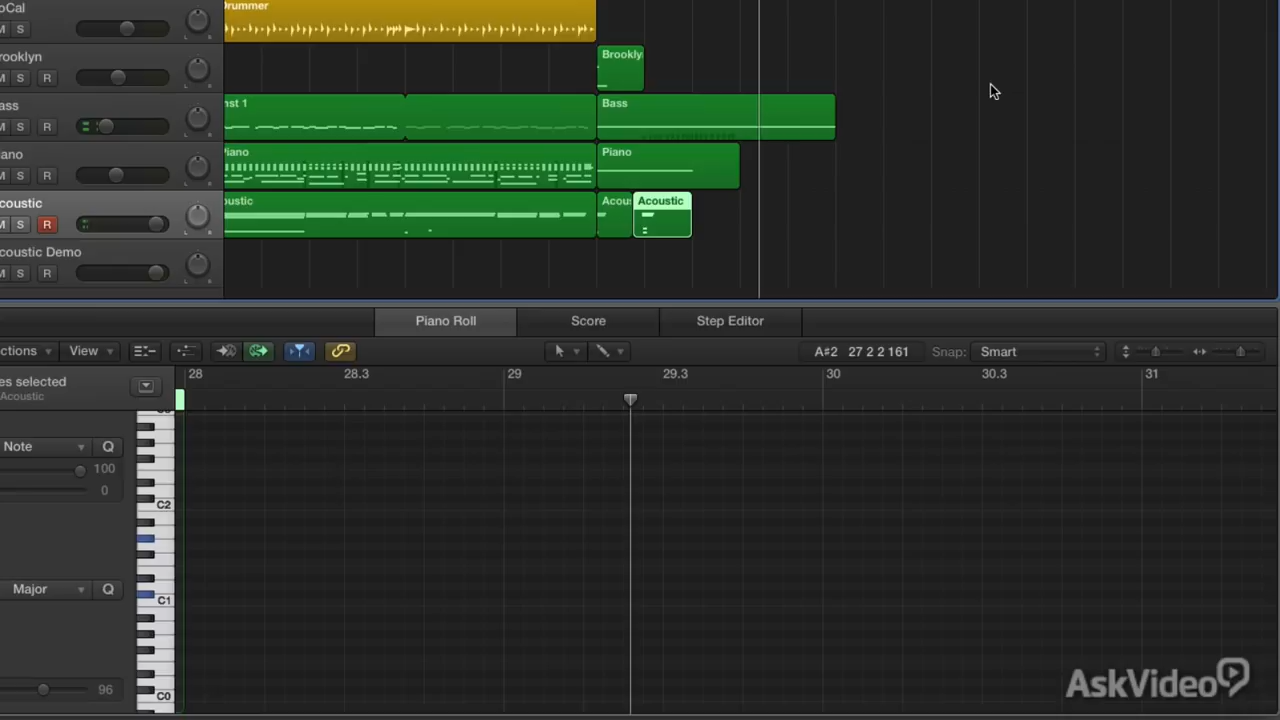 oCal
M S
Drummer
rooklyn
M S R
Brookly
ass
M S R
nst 1
Bass
iano
M S R
Piano
Piano
coustic
M S R
oustic
Acous
Acoustic
coustic Demo
M S R
Piano Roll
Score
Step Editor
ctions
View
A#2 27 2 2 161
Snap: Smart
es selected
Acoustic
28
28.3
29
29.3
30
30.3
31
Note
Q
100
0
Major
Q
96
C2
C1
C0
AskVideo